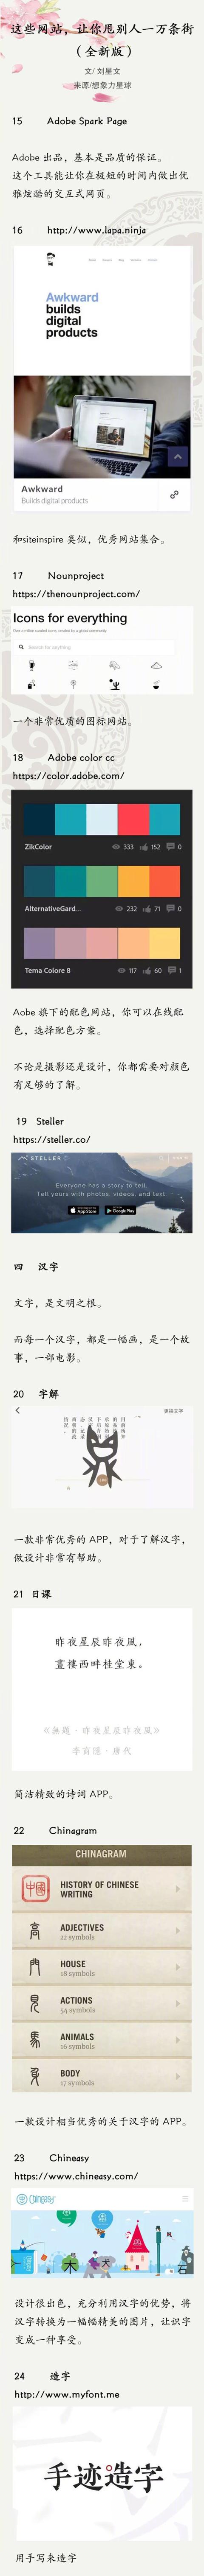 这些网站，让你甩别人一万条街
（全新版）
文/ 刘星文
来源/想象力星球
15 Adobe Spark Page
Adobe 出品，基本是品质的保证。
这个工具能让你在极短的时间内做出优
雅炫酷的交互式网页。
16 http://www.lapa.ninja
Awkward
builds
digital
products
Awkward
Builds digital products
和siteinspire 类似，优秀网站集合。
17 Nounproject
https://thenounproject.com/
Icons for everything
Search for anything
一个非常优质的图标网站。
18 Adobe color cc
https://color.adobe.com/
ZikColor 333 152 0
AlternativeGard... 232 71 0
Tema Colore 8 117 60 1
Aobe 旗下的配色网站，你可以在线配
色，选择配色方案。
不论是摄影还是设计，你都需要对颜色
有足够的了解。
19 Steller
https://steller.co/
STELLER
Everyone has a story to tell.
Tell yours with photos, videos, and text.
App Store Google Play
四 汉字
文字，是文明之根。
而每一个汉字，都是一幅画，是一个故
事，一部电影。
20 字解
更换文字
一款非常优秀的 APP，对于了解汉字，
做设计非常有帮助。
21 日课
昨夜星辰昨夜風，
畫樓西畔桂堂東。
《無題·昨夜星辰昨夜風》
李商隱·唐代
简洁精致的诗词 APP。
22 Chinagram
CHINAGRAM
中國
HISTORY OF CHINESE
WRITING
ADJECTIVES
22 symbols
HOUSE
18 symbols
ACTIONS
54 symbols
ANIMALS
16 symbols
BODY
17 symbols
一款设计相当优秀的关于汉字的 APP。
23 Chineasy
https://www.chineasy.com/
Chineasy
木 犬 石
设计很出色，充分利用汉字的优势，将
汉字转换为一幅幅精美的图片，让识字
变成一种享受。
24 造字
http://www.myfont.me
手迹造字
用手写来造字